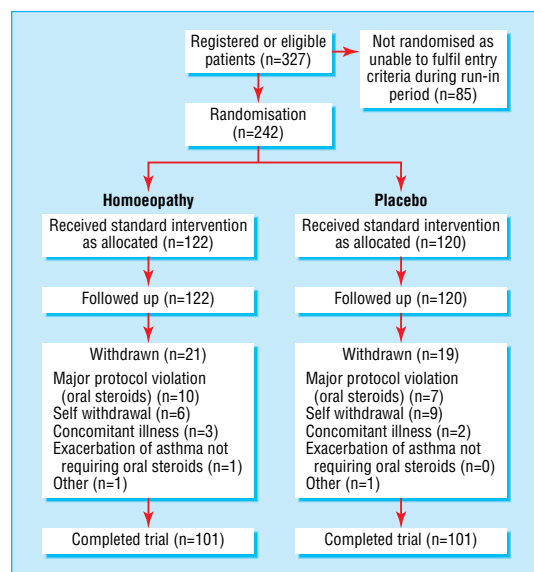 Registered or eligible
patients (n=327)
Not randomised as
unable to fulfil entry
criteria during run-in
period (n=85)
Randomisation
(n=242)
Homoeopathy
Received standard intervention
as allocated (n=122)
Followed up (n=122)
Withdrawn (n=21)
Major protocol violation
(oral steroids) (n=10)
Self withdrawal (n=6)
Concomitant illness (n=3)
Exacerbation of asthma not
requiring oral steroids (n=1)
Other (n=1)
Completed trial (n=101)
Placebo
Received standard intervention
as allocated (n=120)
Followed up (n=120)
Withdrawn (n=19)
Major protocol violation
(oral steroids) (n=7)
Self withdrawal (n=9)
Concomitant illness (n=2)
Exacerbation of asthma not
requiring oral steroids (n=0)
Other (n=1)
Completed trial (n=101)